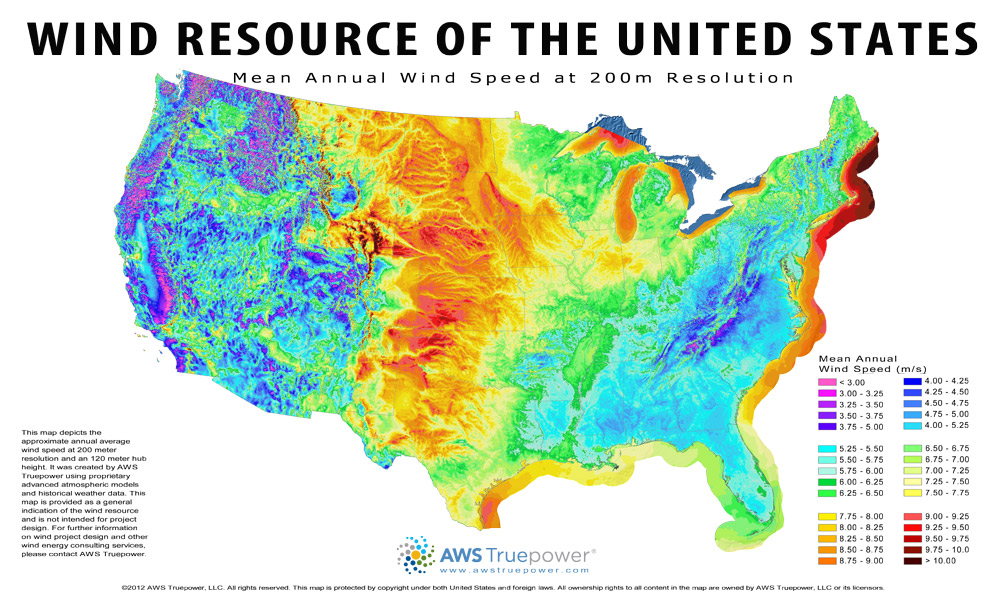 WIND RESOURCE OF THE UNITED STATES
Mean Annual Wind Speed at 200m Resolution
Mean Annual
Wind Speed (m/s)
< 3.00
3.00 - 3.25
3.25 - 3.50
3.50 - 3.75
3.75 - 5.00
4.00 - 4.25
4.25 - 4.50
4.50 - 4.75
4.75 - 5.00
4.00 - 5.25
5.25 - 5.50
5.50 - 5.75
5.75 - 6.00
6.00 - 6.25
6.25 - 6.50
6.50 - 6.75
6.75 - 7.00
7.00 - 7.25
7.25 - 7.50
7.50 - 7.75
7.75 - 8.00
8.00 - 8.25
8.25 - 8.50
8.50 - 8.75
8.75 - 9.00
9.00 - 9.25
9.25 - 9.50
9.50 - 9.75
9.75 - 10.0
> 10.00
This map depicts the
approximate annual average
wind speed at 200 meter
resolution and an 120 meter hub
height. It was created by AWS
Truepower using proprietary
advanced atmospheric models
and historical weather data. This
map is provided as a general
indication of the wind resource
and is not intended for project
design. For further information
on wind project design and other
wind energy consulting services,
please contact AWS Truepower.
AWS Truepower®
www.awstruepower.com
©2012 AWS Truepower, LLC. All rights reserved. This map is protected by copyright under both United States and foreign laws. All ownership rights to all content in the map are owned by AWS Truepower, LLC or its licensors.